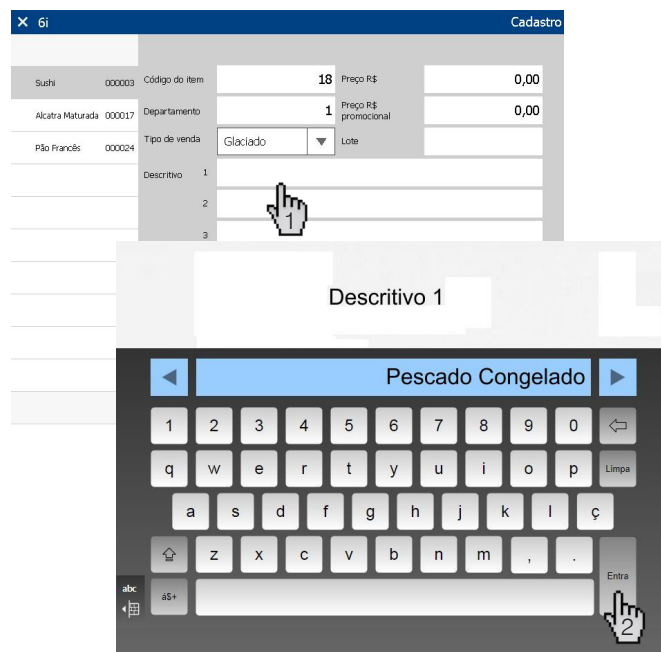 ✕ 6i Cadastro
Sushi 000003 Código do item 18 Preço R$ 0,00
Alcatra Maturada 000017 Departamento 1 Preço R$ promocional 0,00
Pão Francês 000024 Tipo de venda Glaciado Lote
Descritivo 1
2
3
1
Descritivo 1
Pescado Congelado
1 2 3 4 5 6 7 8 9 0
q w e r t y u i o p Limpa
a s d f g h j k l ç
z x c v b n m , .
Entra
abc á$+
2